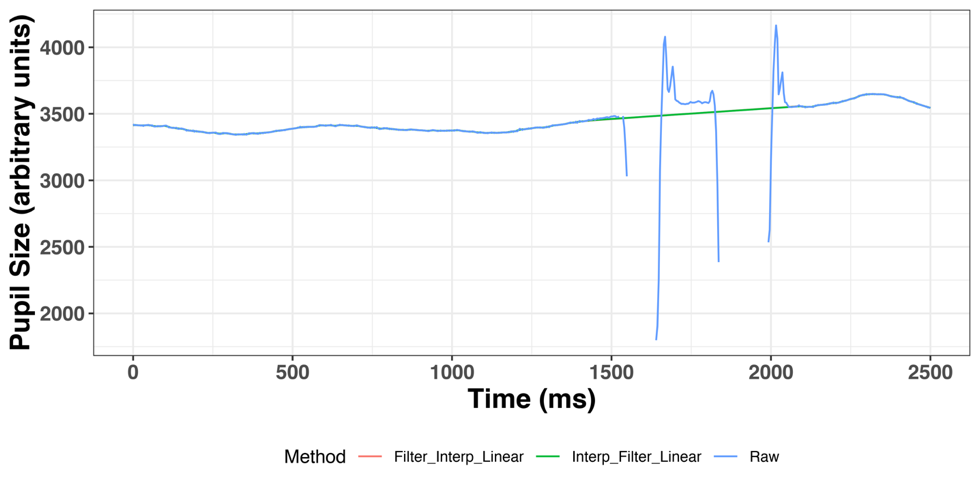 Pupil Size (arbitrary units)
4000
3500
3000
2500
2000
0 500 1000 1500 2000 2500
Time (ms)
Method Filter_Interp_Linear Interp_Filter_Linear Raw